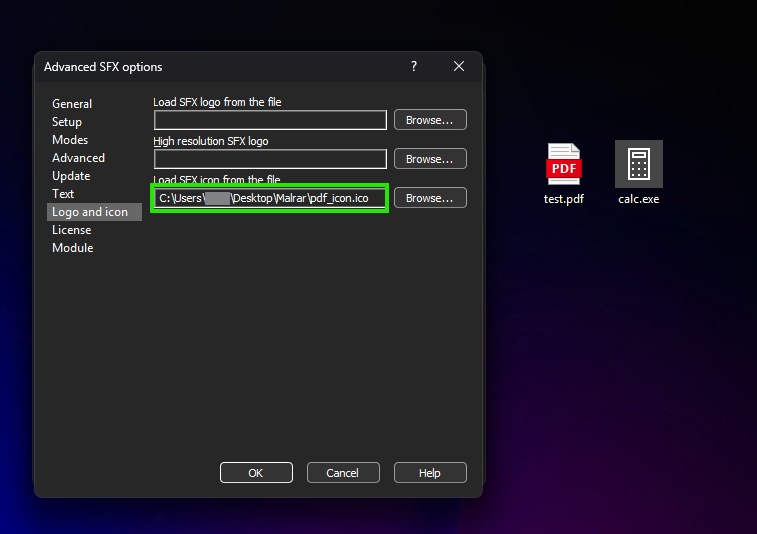 Advanced SFX options
?
General
Setup
Modes
Advanced
Update
Text
Logo and icon
License
Module
Load SFX logo from the file
Browse...
High resolution SFX logo
Browse...
Load SFX icon from the file
C:\Users\ \Desktop\Malrar\pdf_icon.ico
Browse...
OK
Cancel
Help
PDF
test.pdf
calc.exe